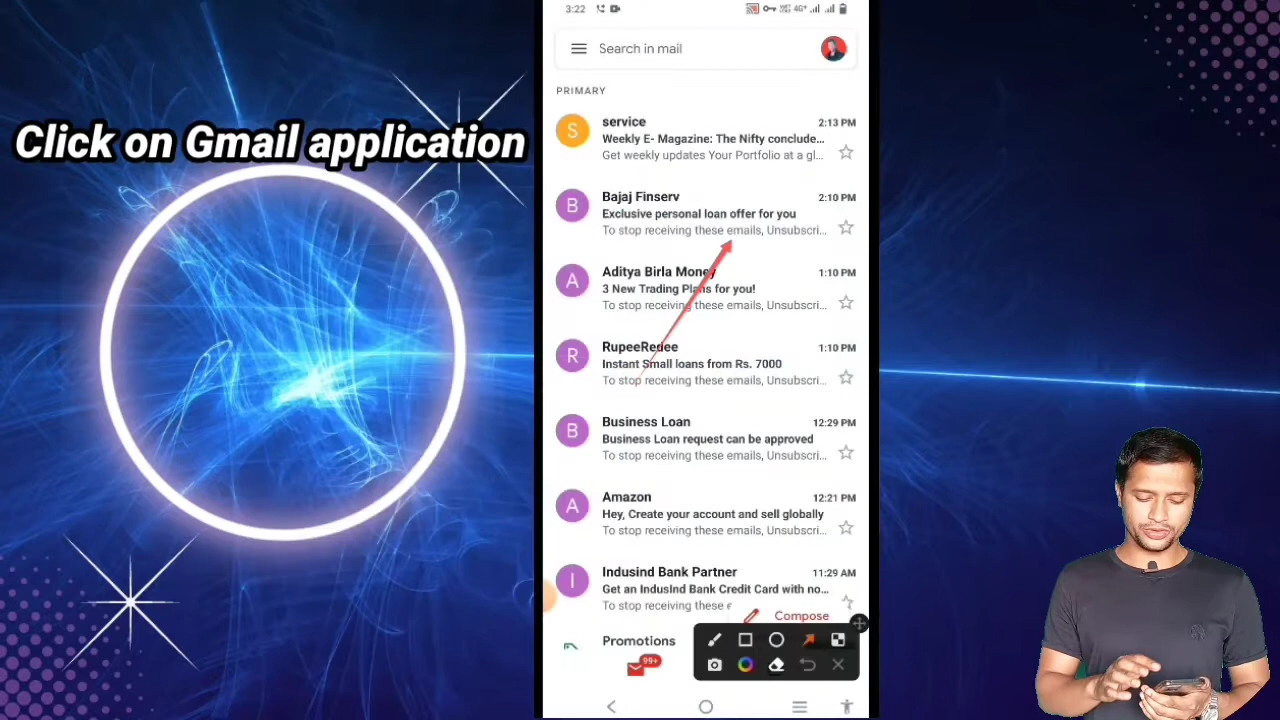 Click on Gmail application
3:22
4G+
Search in mail
PRIMARY
S
service
2:13 PM
Weekly E- Magazine: The Nifty conclude...
Get weekly updates Your Portfolio at a gl...
B
Bajaj Finserv
2:10 PM
Exclusive personal loan offer for you
To stop receiving these emails, Unsubscri...
A
Aditya Birla Money
1:10 PM
3 New Trading Plans for you!
To stop receiving these emails, Unsubscri...
R
RupeeRedee
1:10 PM
Instant Small loans from Rs. 7000
To stop receiving these emails, Unsubscri...
B
Business Loan
12:29 PM
Business Loan request can be approved
To stop receiving these emails, Unsubscri...
A
Amazon
12:21 PM
Hey, Create your account and sell globally
To stop receiving these emails, Unsubscri...
I
Indusind Bank Partner
11:29 AM
Get an IndusInd Bank Credit Card with no...
To stop receiving these
Compose
Promotions
99+